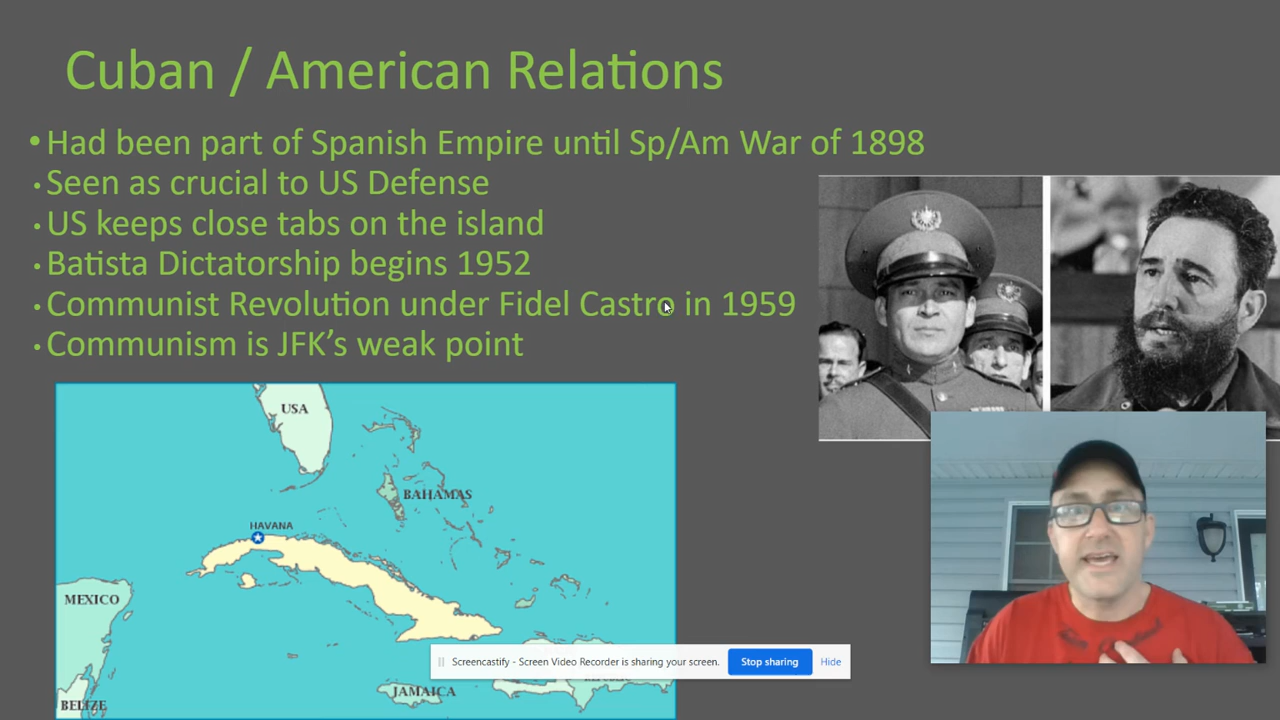 Cuban / American Relations
• Had been part of Spanish Empire until Sp/Am War of 1898
• Seen as crucial to US Defense
• US keeps close tabs on the island
• Batista Dictatorship begins 1952
• Communist Revolution under Fidel Castro in 1959
• Communism is JFK’s weak point
USA
BAHAMAS
HAVANA
MEXICO
JAMAICA
BELIZE
Screencastify - Screen Video Recorder is sharing your screen.
Stop sharing
Hide